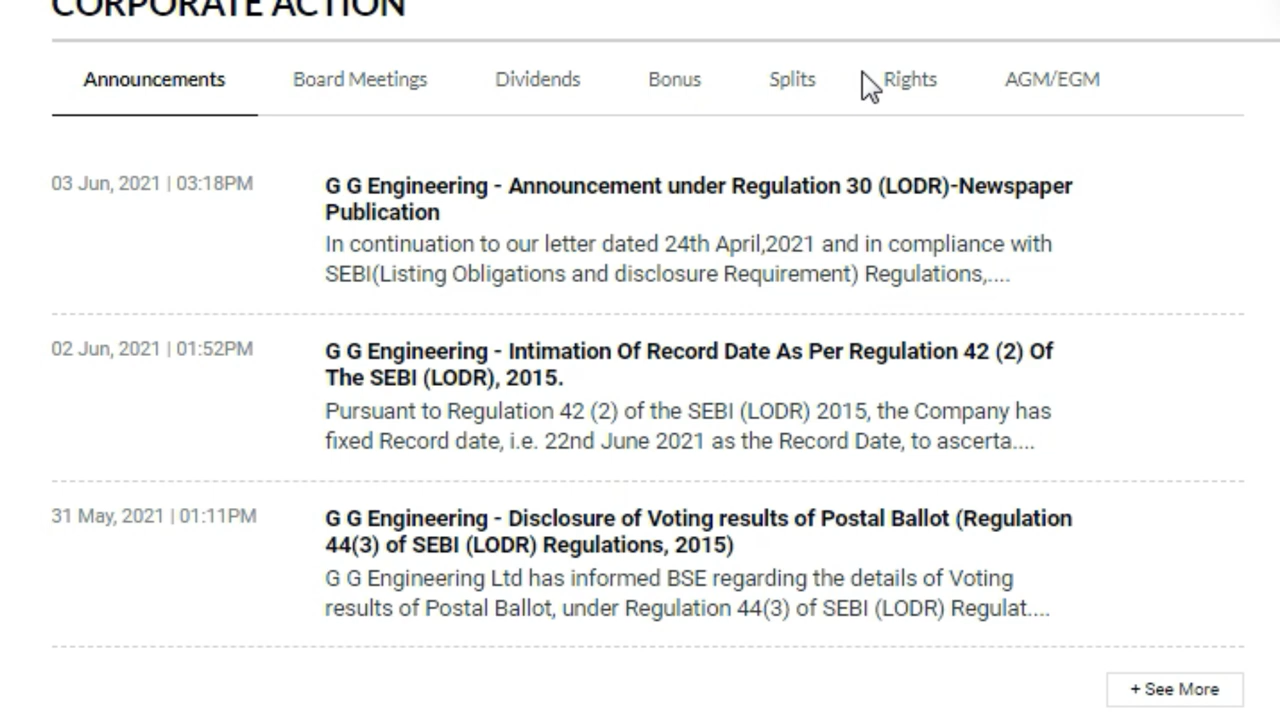 CORPORATE ACTION
Announcements Board Meetings Dividends Bonus Splits Rights AGM/EGM
03 Jun, 2021 | 03:18PM
G G Engineering - Announcement under Regulation 30 (LODR)-Newspaper
Publication
In continuation to our letter dated 24th April,2021 and in compliance with
SEBI(Listing Obligations and disclosure Requirement) Regulations,....
02 Jun, 2021 | 01:52PM
G G Engineering - Intimation Of Record Date As Per Regulation 42 (2) Of
The SEBI (LODR), 2015.
Pursuant to Regulation 42 (2) of the SEBI (LODR) 2015, the Company has
fixed Record date, i.e. 22nd June 2021 as the Record Date, to ascerta....
31 May, 2021 | 01:11PM
G G Engineering - Disclosure of Voting results of Postal Ballot (Regulation
44(3) of SEBI (LODR) Regulations, 2015)
G G Engineering Ltd has informed BSE regarding the details of Voting
results of Postal Ballot, under Regulation 44(3) of SEBI (LODR) Regulat....
+ See More